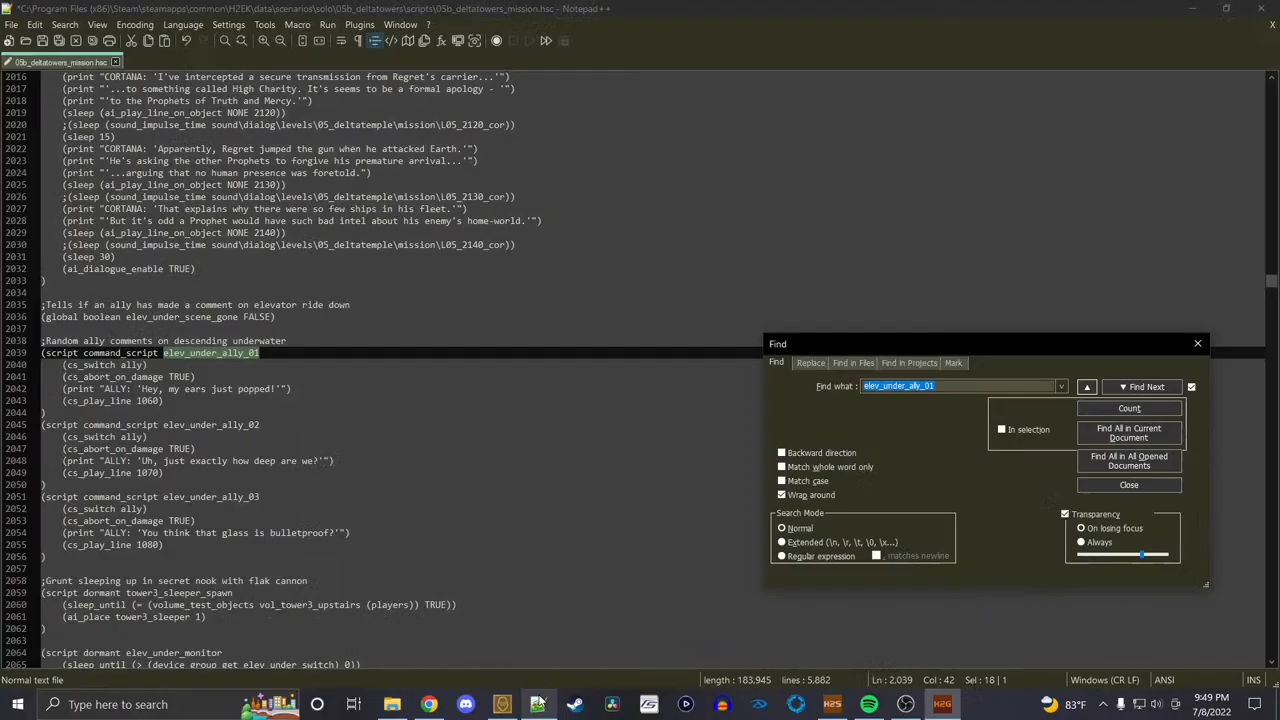 *C:\Program Files (x86)\Steam\steamapps\common\HZEK\data\scenarios\solo\05b_deltatowers\scripts\05b_deltatowers_mission.hsc - Notepad++
File Edit Search View Encoding Language Settings Tools Macro Run Plugins Window ?
X
05b_deltatowers_mission.hsc
2016 (print "CORTANA: 'I've intercepted a secure transmission from Regret's carrier...'")
2017 (print "'...to something called High Charity. It's seems to be a formal apology - '")
2018 (print "'to the Prophets of Truth and Mercy.'")
2019 (sleep (ai_play_line_on_object NONE 2120))
2020 ;(sleep (sound_impulse_time sound\dialog\levels\05_deltatemple\mission\L05_2120_cor))
2021 (sleep 15)
2022 (print "CORTANA: 'Apparently, Regret jumped the gun when he attacked Earth.'")
2023 (print "'He's asking the other Prophets to forgive his premature arrival...'")
2024 (print "'...arguing that no human presence was foretold.")
2025 (sleep (ai_play_line_on_object NONE 2130))
2026 ;(sleep (sound_impulse_time sound\dialog\levels\05_deltatemple\mission\L05_2130_cor))
2027 (print "CORTANA: 'That explains why there were so few ships in his fleet.'")
2028 (print "'But it's odd a Prophet would have such bad intel about his enemy's home-world.'")
2029 (sleep (ai_play_line_on_object NONE 2140))
2030 ;(sleep (sound_impulse_time sound\dialog\levels\05_deltatemple\mission\L05_2140_cor))
2031 (sleep 30)
2032 (ai_dialogue_enable TRUE)
2033 )
2034
2035 ;Tells if an ally has made a comment on elevator ride down
2036 (global boolean elev_under_scene_gone FALSE)
2037
2038 ;Random ally comments on descending underwater
2039 (script command_script elev_under_ally_01
2040 (cs_switch ally)
2041 (cs_abort_on_damage TRUE)
2042 (print "ALLY: 'Hey, my ears just popped!'")
2043 (cs_play_line 1060)
2044 )
2045 (script command_script elev_under_ally_02
2046 (cs_switch ally)
2047 (cs_abort_on_damage TRUE)
2048 (print "ALLY: 'Uh, just exactly how deep are we?'")
2049 (cs_play_line 1070)
2050 )
2051 (script command_script elev_under_ally_03
2052 (cs_switch ally)
2053 (cs_abort_on_damage TRUE)
2054 (print "ALLY: 'You think that glass is bulletproof?'")
2055 (cs_play_line 1080)
2056 )
2057
2058 ;Grunt sleeping up in secret nook with flak cannon
2059 (script dormant tower3_sleeper_spawn
2060 (sleep_until (= (volume_test_objects vol_tower3_upstairs (players)) TRUE))
2061 (ai_place tower3_sleeper 1)
2062 )
2063
2064 (script dormant elev_under_monitor
2065 (sleep_until (> (device_group_get elev_under_switch) 0))
Find
Find Replace Find in Files Find in Projects Mark
Find what : elev_under_ally_01 ▲ ▼ Find Next
Count
In selection
Find All in Current Document
Find All in All Opened Documents
Close
Backward direction
Match whole word only
Match case
Wrap around
Search Mode
Normal
Extended (\n, \r, \t, \0, \x...)
Regular expression . matches newline
Transparency
On losing focus
Always
Normal text file length : 183,945 lines : 5,882 Ln : 2,039 Col : 42 Sel : 18 | 1 Windows (CR LF) ANSI INS
Type here to search
H2S
H2G
83°F
9:49 PM
7/8/2022